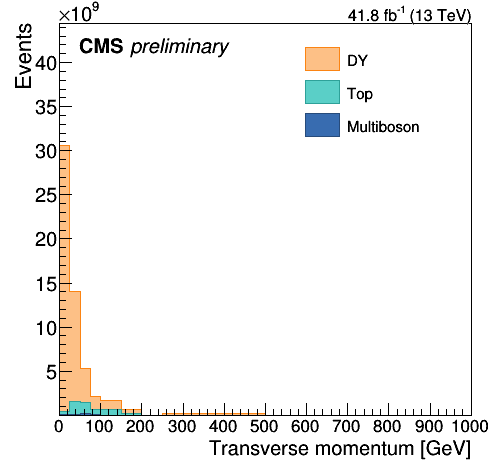 ×10⁹
41.8 fb⁻¹ (13 TeV)
CMS preliminary
Events
DY
Top
Multiboson
40
35
30
25
20
15
10
5
0 100 200 300 400 500 600 700 800 900 1000
Transverse momentum [GeV]